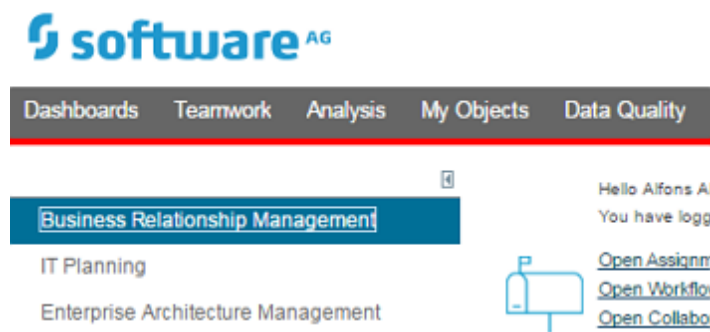 software AG
Dashboards Teamwork Analysis My Objects Data Quality
Hello Alfons
Business Relationship Management
You have
IT Planning
Open
Enterprise Architecture Management
Open
Open